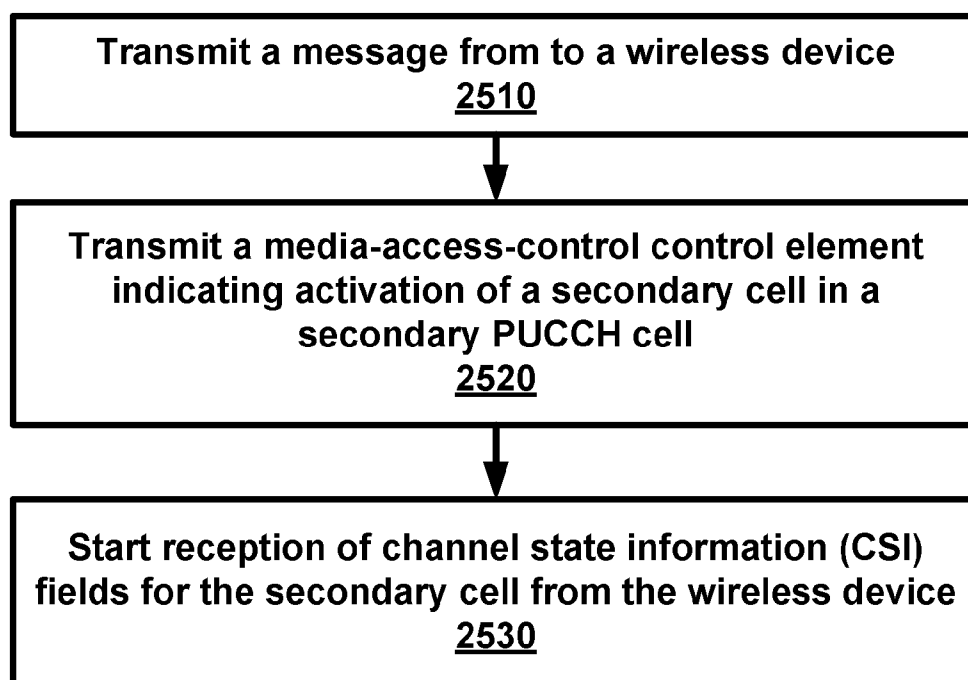 Transmit a message from to a wireless device
2510
Transmit a media-access-control control element
indicating activation of a secondary cell in a
secondary PUCCH cell
2520
Start reception of channel state information (CSI)
fields for the secondary cell from the wireless device
2530